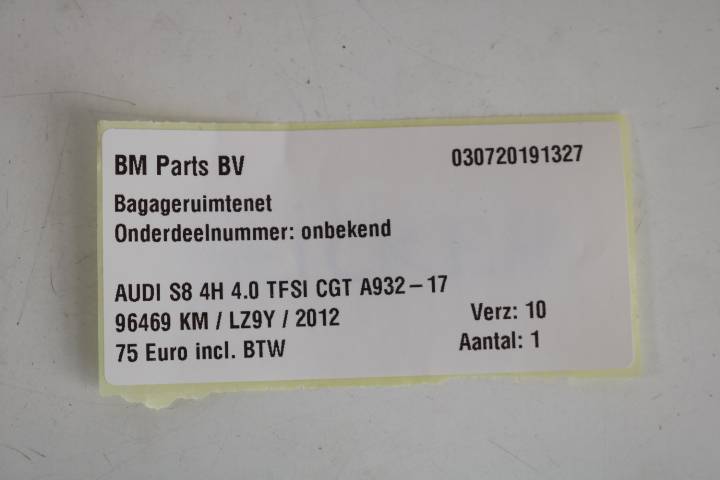 BM Parts BV 030720191327
Bagageruimtenet
Onderdeelnummer: onbekend
AUDI S8 4H 4.0 TFSI CGT A932-17
96469 KM / LZ9Y / 2012 Verz: 10
75 Euro incl. BTW Aantal: 1